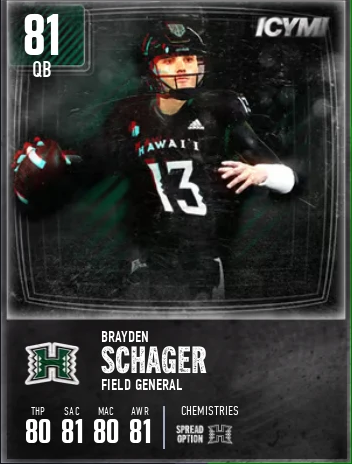 81
QB
ICYMI
HAWAI'I
13
13
BRAYDEN
SCHAGER
FIELD GENERAL
H
THP SAC MAC AWR
80 81 80 81
CHEMISTRIES
SPREAD
OPTION
H